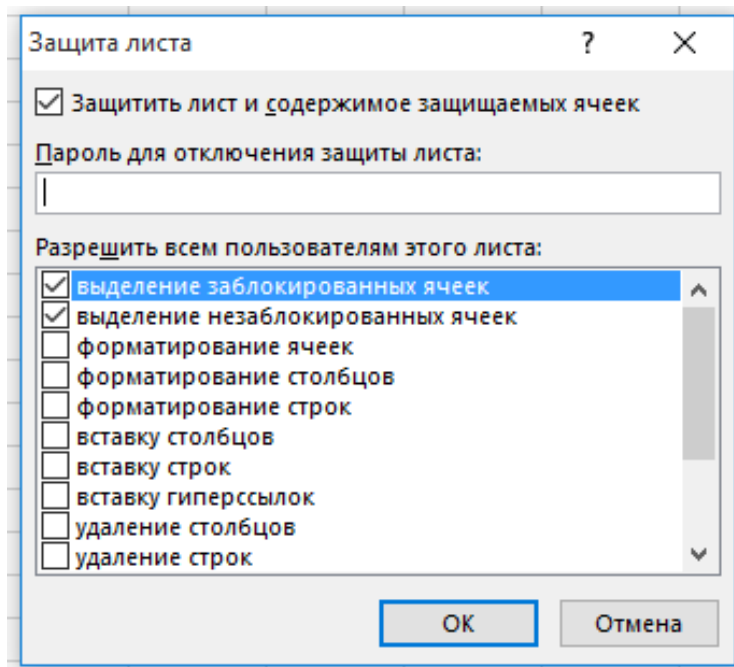 Защита листа ?
Защитить лист и содержимое защищаемых ячеек
Пароль для отключения защиты листа:
Разрешить всем пользователям этого листа:
выделение заблокированных ячеек
выделение незаблокированных ячеек
форматирование ячеек
форматирование столбцов
форматирование строк
вставку столбцов
вставку строк
вставку гиперссылок
удаление столбцов
удаление строк
ОК Отмена